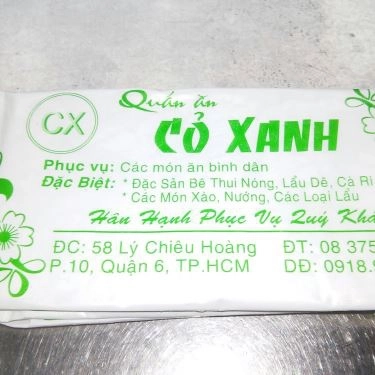 CX
Quán ăn
CỎ XANH
Phục vụ: Các món ăn bình dân
Đặc Biệt: * Đặc Sản Bê Thui Nóng, Lẩu Dê, Cà Ri
* Các Món Xáo, Nướng, Các Loại Lẩu
Hân Hạnh Phục Vụ Quý Khá
ĐC: 58 Lý Chiêu Hoàng ĐT: 08 375
P.10, Quận 6, TP.HCM DĐ: 0918.9